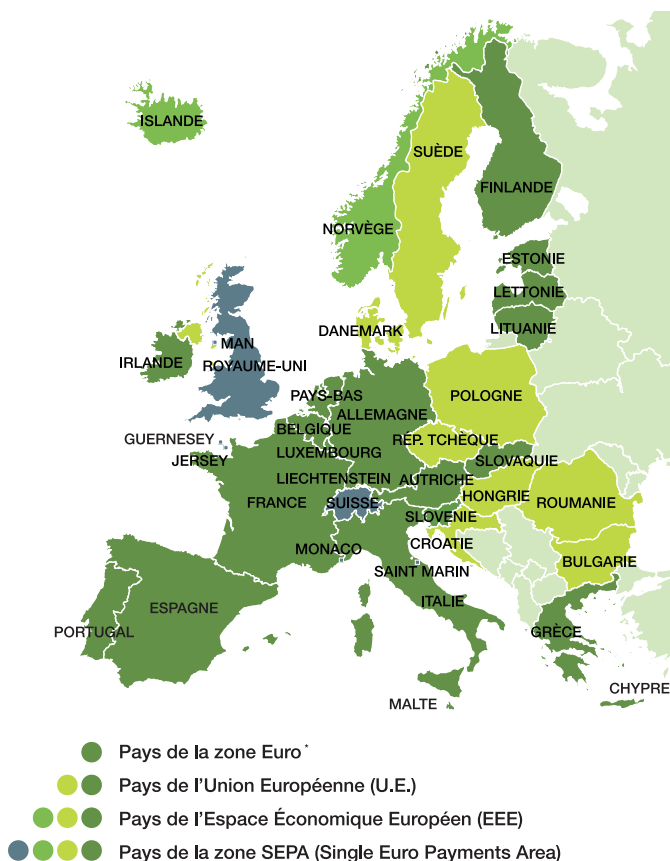 ISLANDE
SUÈDE
FINLANDE
NORVÈGE
ESTONIE
LETTONIE
LITUANIE
DANEMARK
MAN
IRLANDE
ROYAUME-UNI
PAYS-BAS
POLOGNE
ALLEMAGNE
BELGIQUE
GUERNESEY
RÉP. TCHÈQUE
JERSEY
LUXEMBOURG
SLOVAQUIE
LIECHTENSTEIN
AUTRICHE
HONGRIE
FRANCE
SUISSE
ROUMANIE
SLOVENIE
CROATIE
MONACO
BULGARIE
SAINT MARIN
ESPAGNE
ITALIE
PORTUGAL
GRÈCE
CHYPRE
MALTE
Pays de la zone Euro*
Pays de l'Union Européenne (U.E.)
Pays de l'Espace Économique Européen (EEE)
Pays de la zone SEPA (Single Euro Payments Area)